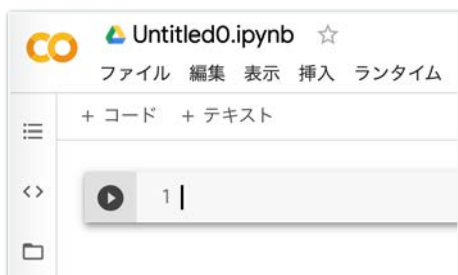 CO Untitled0.ipynb
ファイル 編集 表示 挿入 ランタイム
+ コード + テキスト
1